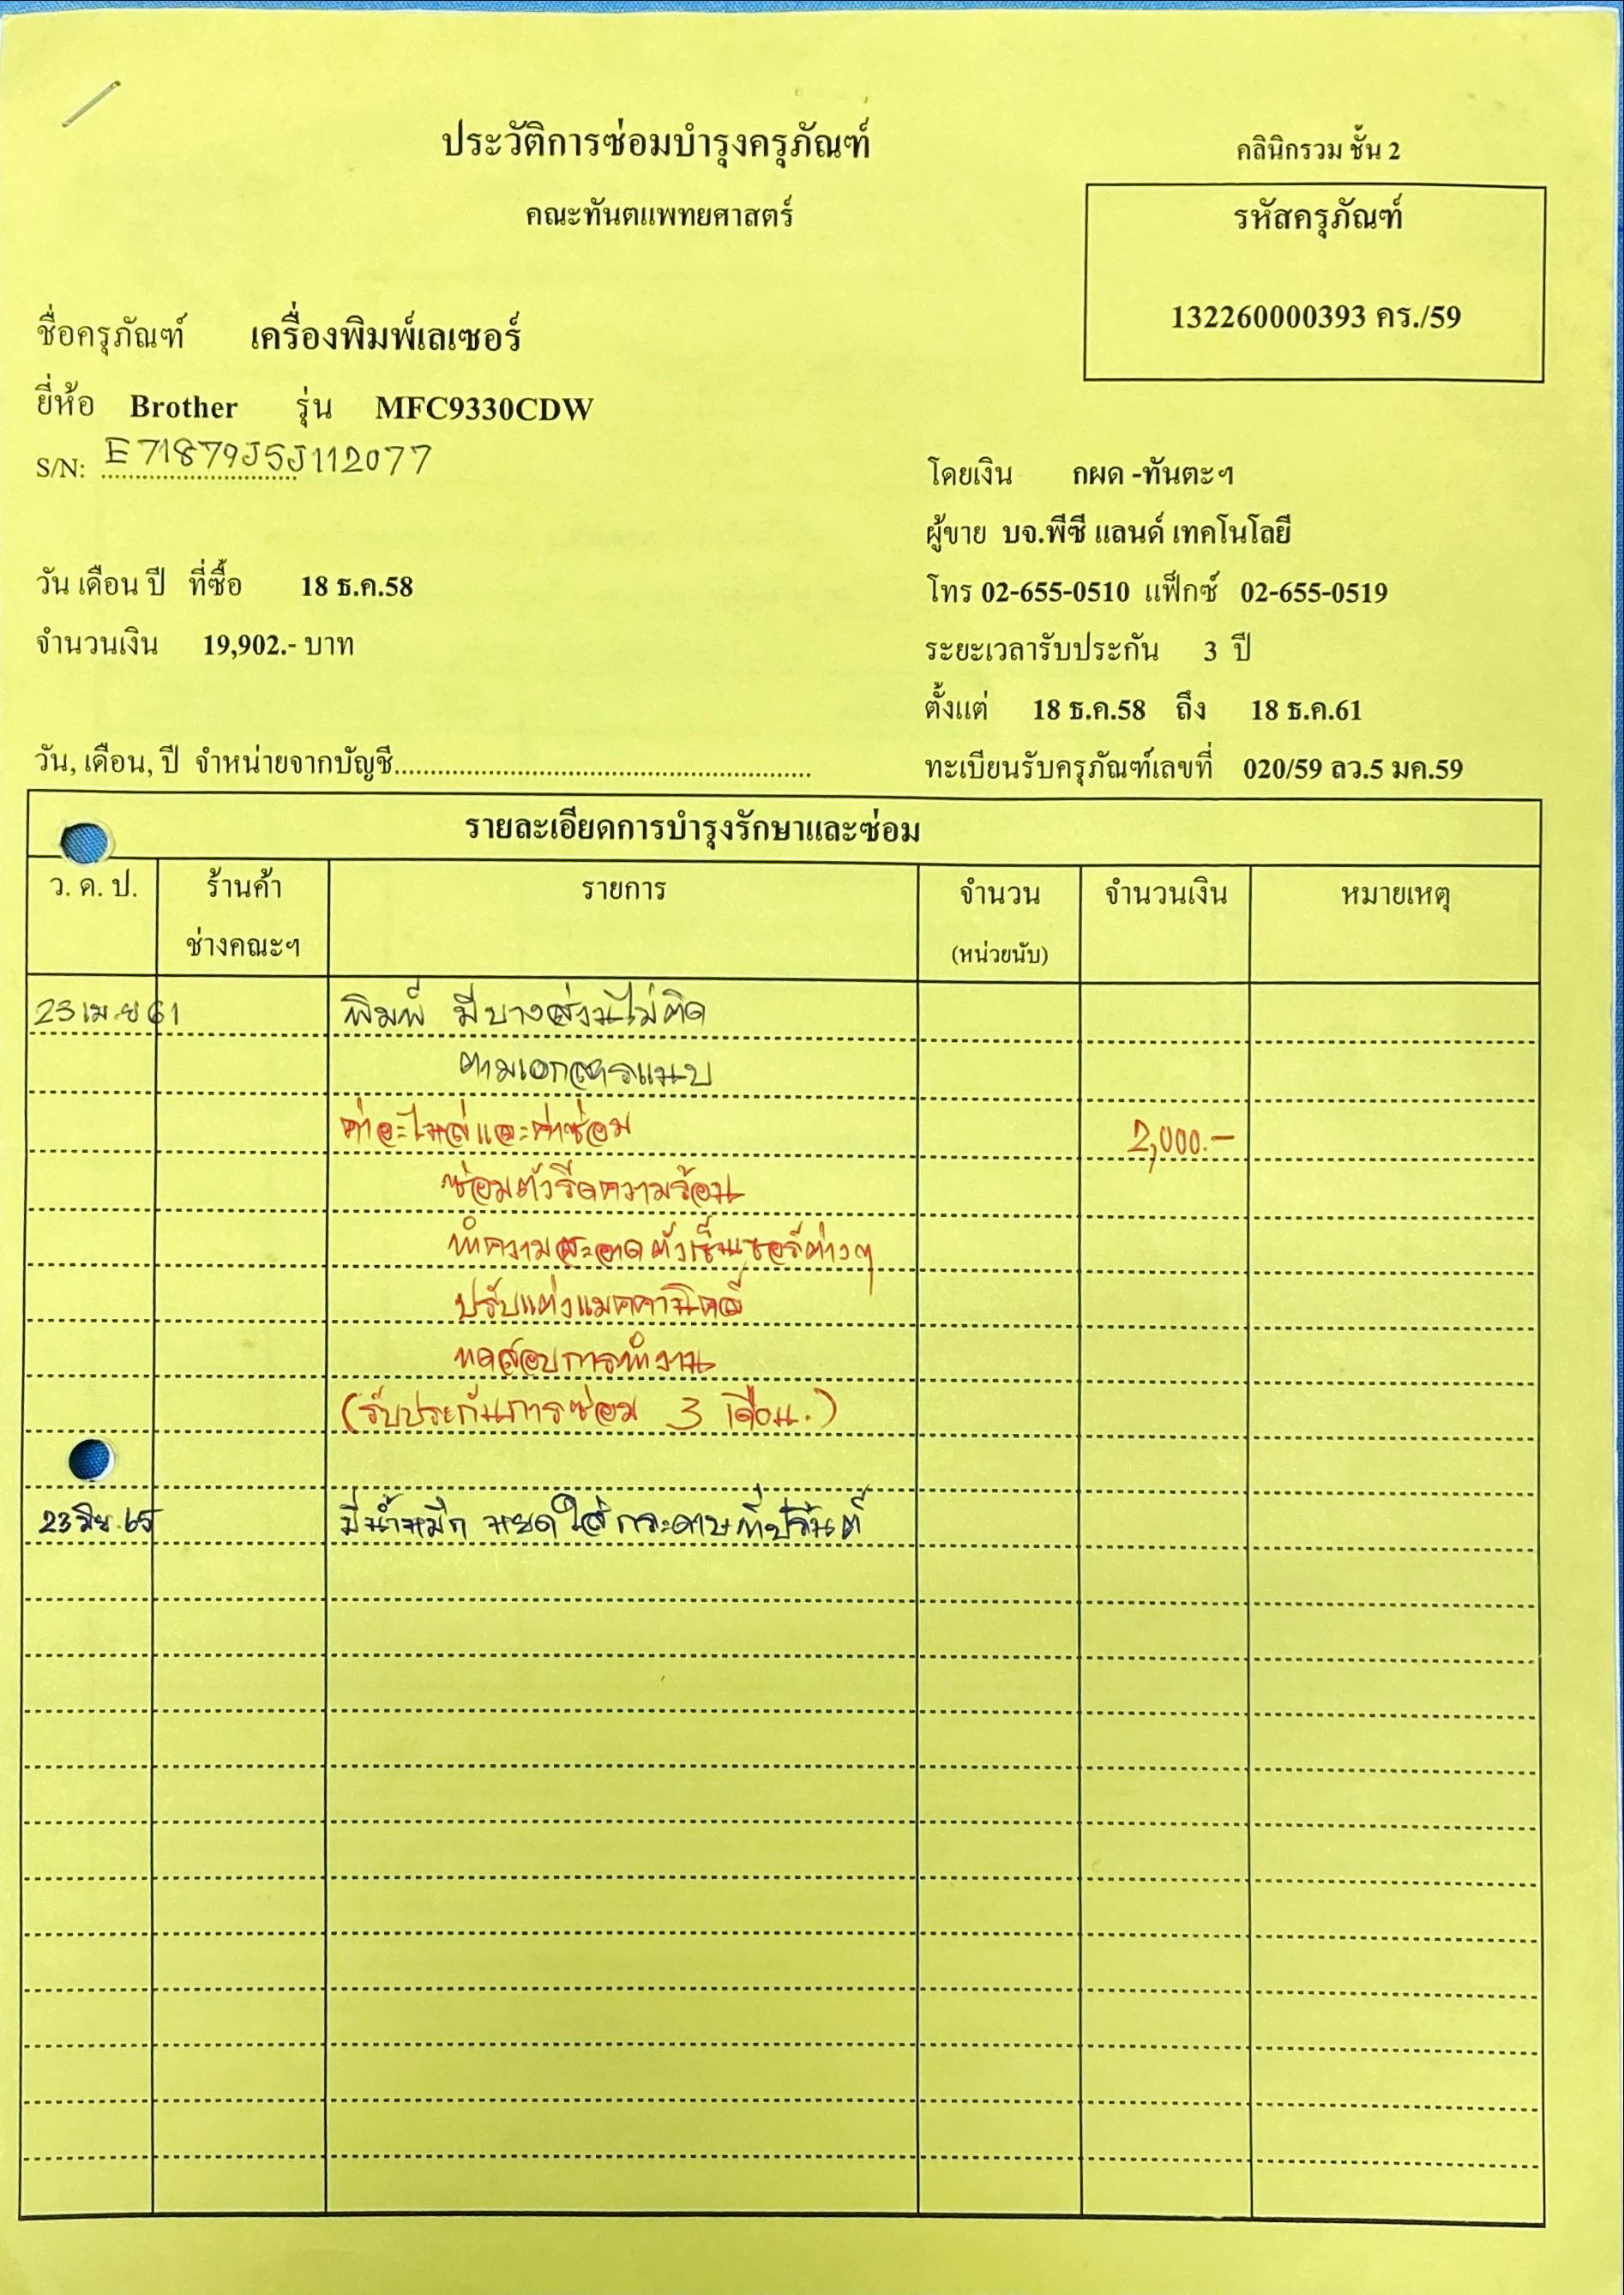 ประวัติการซ่อมบำรุงครุภัณฑ์
คลินิกรวม ชั้น 2
คณะทันตแพทยศาสตร์
รหัสครุภัณฑ์
132260000393 คร./59
ชื่อครุภัณฑ์ เครื่องพิมพ์เลเซอร์
ยี่ห้อ Brother รุ่น MFC9330CDW
S/N: E71879J5J112077
โดยเงิน กผด -ทันตะฯ
ผู้ขาย บจ.พีซี แลนด์ เทคโนโลยี
วัน เดือน ปี ที่ซื้อ 18 ธ.ค.58
โทร 02-655-0510 แฟ็กซ์ 02-655-0519
จำนวนเงิน 19,902.- บาท
ระยะเวลารับประกัน 3 ปี
ตั้งแต่ 18 ธ.ค.58 ถึง 18 ธ.ค.61
วัน, เดือน, ปี จำหน่ายจากบัญชี
ทะเบียนรับครุภัณฑ์เลขที่ 020/59 ลว.5 มค.59
รายละเอียดการบำรุงรักษาและซ่อม
ว. ด. ป. ร้านค้า รายการ จำนวน จำนวนเงิน หมายเหตุ
ช่างคณะฯ (หน่วยนับ)
23 เม.ย 61 พิมพ์ มีบางส่วนไม่ติด
ตามเอกสารแนบ
ค่าอะไหล่และค่าซ่อม 2,000.-
ซ่อมตัวรีดความร้อน
ทำความสะอาดตัวเซ็นเซอร์ต่างๆ
ปรับแต่งแมคคานิคลี่
ทดสอบการทำงาน
(รับประกันการซ่อม 3 เดือน.)
23 มิย. 65 มีน้ำหมึก หยดใส่กระดาษที่ปริ้นต์